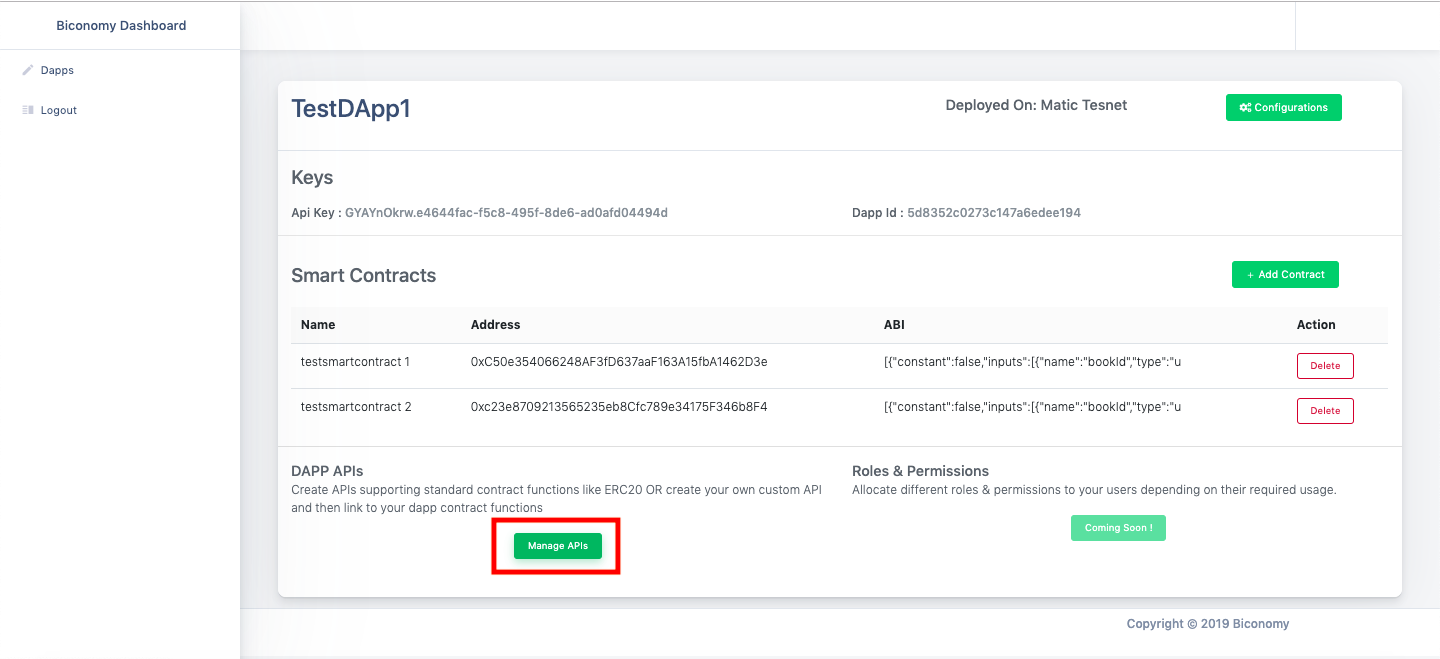 Biconomy Dashboard
Dapps
Logout
TestDApp1
Deployed On: Matic Tesnet
Configurations
Keys
Api Key : GYAYnOkrw.e4644fac-f5c8-495f-8de6-ad0afd04494d
Dapp Id : 5d8352c0273c147a6edee194
Smart Contracts
+ Add Contract
Name Address ABI Action
testsmartcontract 1 0xC50e354066248AF3fD637aaF163A15fbA1462D3e [{"constant":false,"inputs":[{"name":"bookId","type":"u Delete
testsmartcontract 2 0xc23e8709213565235eb8Cfc789e34175F346b8F4 [{"constant":false,"inputs":[{"name":"bookId","type":"u Delete
DAPP APIs
Create APIs supporting standard contract functions like ERC20 OR create your own custom API
and then link to your dapp contract functions
Manage APIs
Roles & Permissions
Allocate different roles & permissions to your users depending on their required usage.
Coming Soon !
Copyright © 2019 Biconomy